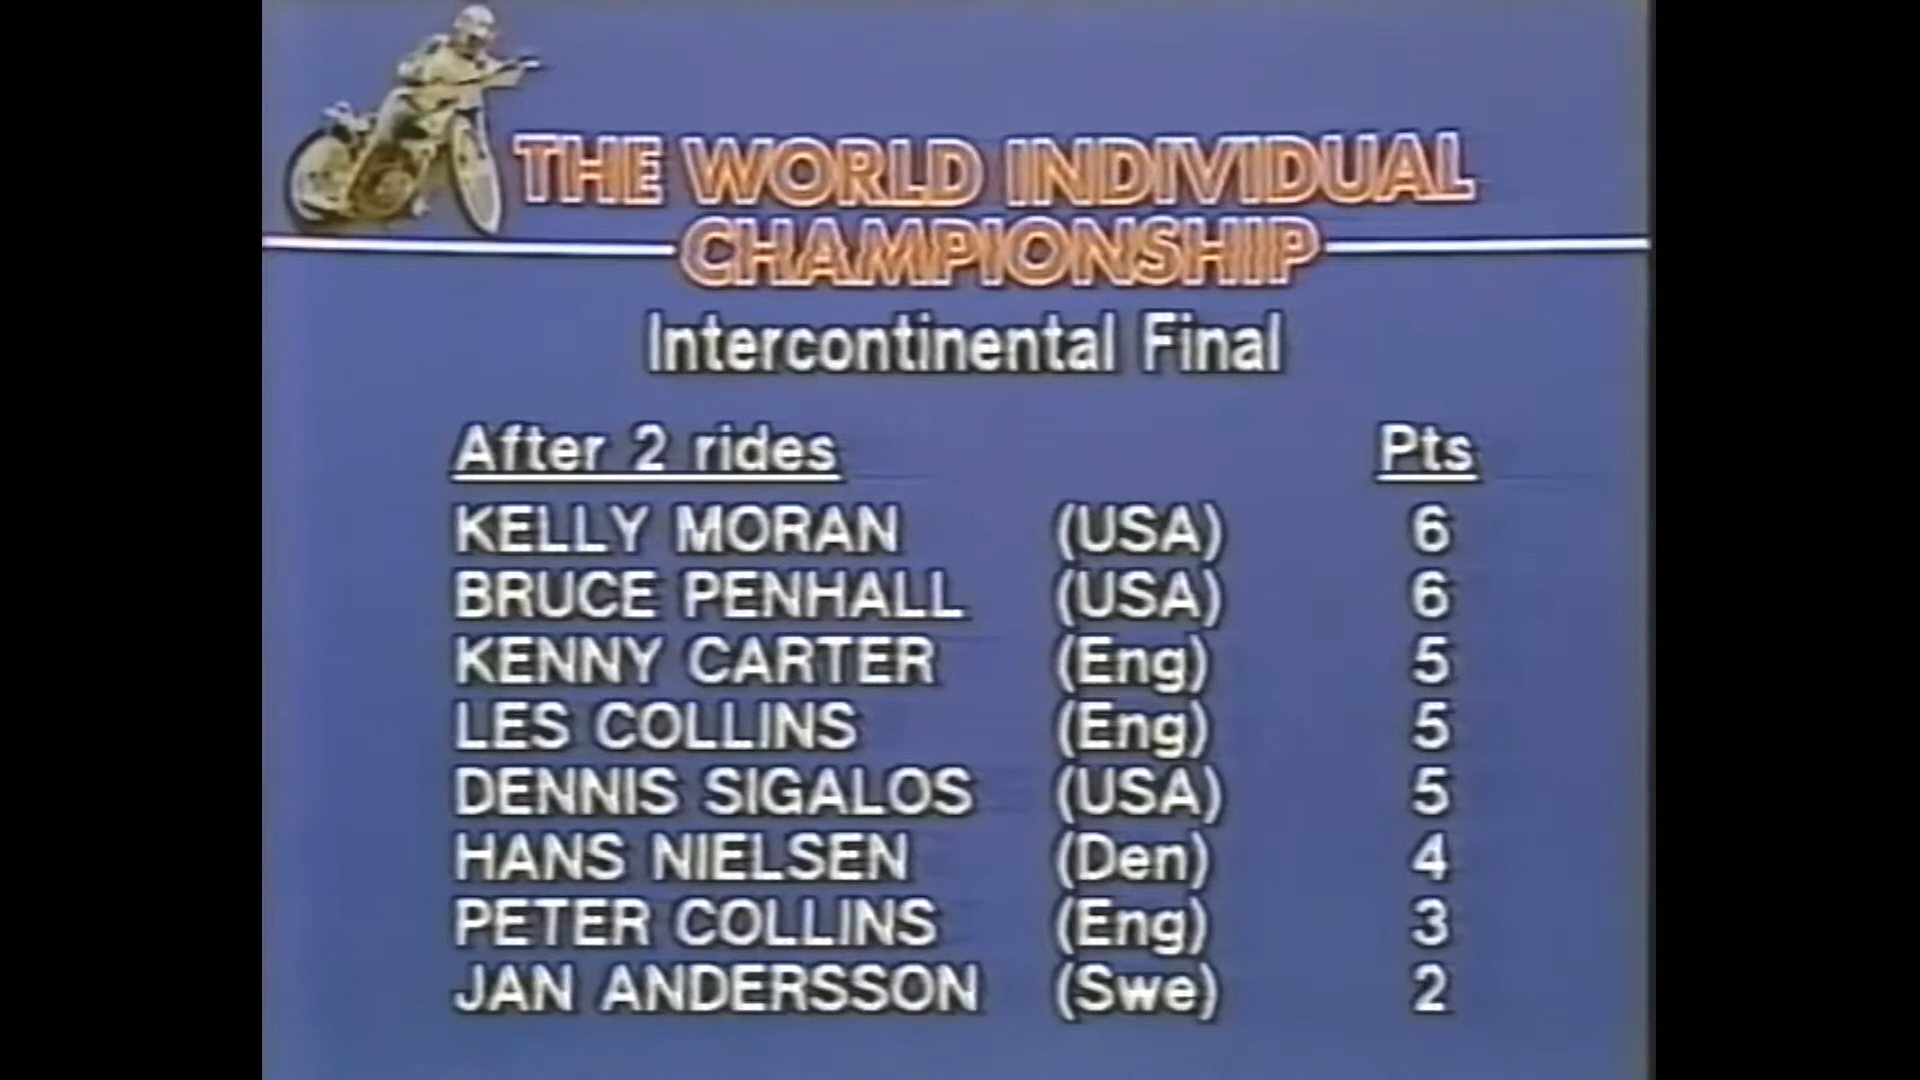 THE WORLD INDIVIDUAL
CHAMPIONSHIP
Intercontinental Final
After 2 rides Pts
KELLY MORAN (USA) 6
BRUCE PENHALL (USA) 6
KENNY CARTER (Eng) 5
LES COLLINS (Eng) 5
DENNIS SIGALOS (USA) 5
HANS NIELSEN (Den) 4
PETER COLLINS (Eng) 3
JAN ANDERSSON (Swe) 2